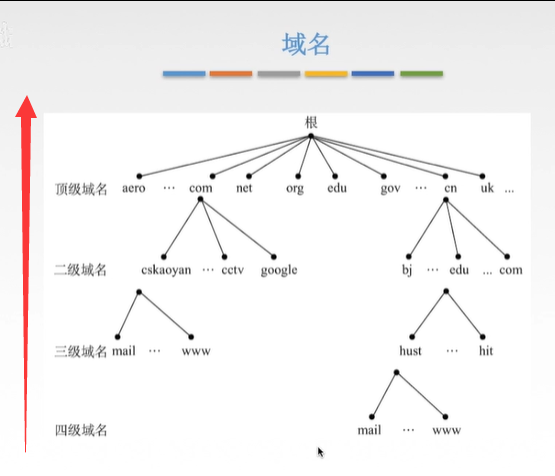 域名
根
顶级域名 aero … com net org edu gov … cn uk ...
二级域名 cskaoyan … cctv google bj … edu ... com
三级域名 mail … www hust … hit
四级域名 mail … www